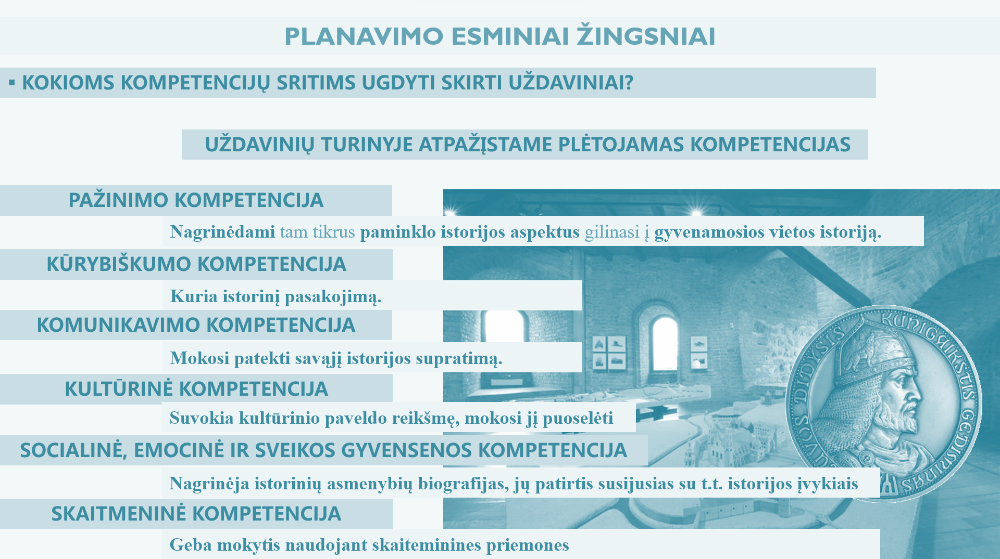 PLANAVIMO ESMINIAI ŽINGSNIAI
▪ KOKIOMS KOMPETENCIJŲ SRITIMS UGDYTI SKIRTI UŽDAVINIAI?
UŽDAVINIŲ TURINYJE ATPAŽĮSTAME PLĖTOJAMAS KOMPETENCIJAS
PAŽINIMO KOMPETENCIJA
Nagrinėdami tam tikrus paminklo istorijos aspektus gilinasi į gyvenamosios vietos istoriją.
KŪRYBIŠKUMO KOMPETENCIJA
Kuria istorinį pasakojimą.
KOMUNIKAVIMO KOMPETENCIJA
Mokosi patekti savąjį istorijos supratimą.
KULTŪRINĖ KOMPETENCIJA
Suvokia kultūrinio paveldo reikšmę, mokosi jį puoselėti
SOCIALINĖ, EMOCINĖ IR SVEIKOS GYVENSENOS KOMPETENCIJA
Nagrinėja istorinių asmenybių biografijas, jų patirtis susijusias su t.t. istorijos įvykiais
SKAITMENINĖ KOMPETENCIJA
Geba mokytis naudojant skaiteminines priemones
DIDYSIS KUNIGAIKŠTIS GEDIMINAS